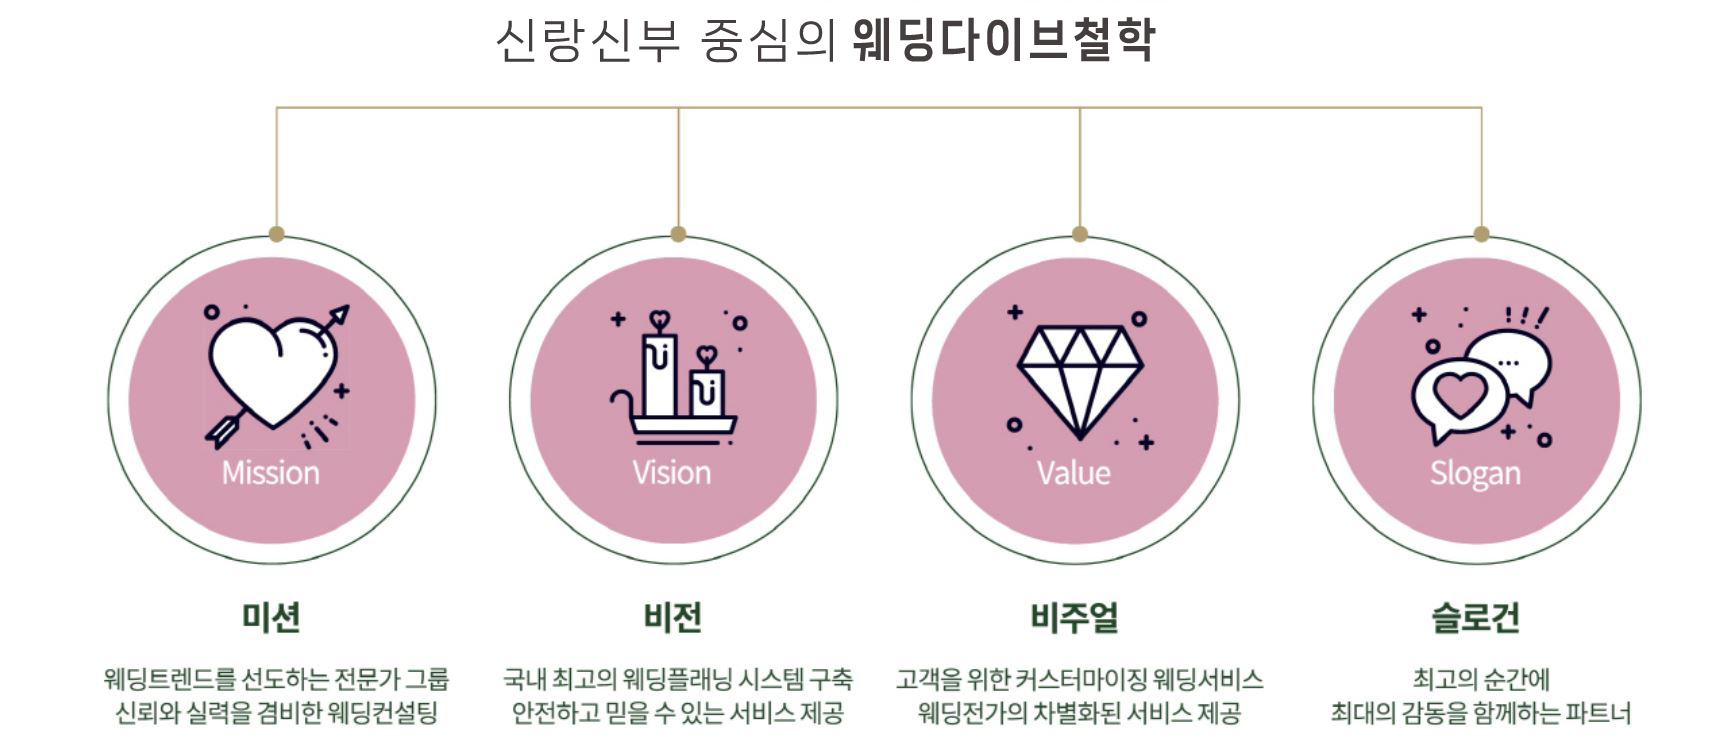 신랑신부 중심의 웨딩다이브철학
Mission
Vision
Value
Slogan
미션
웨딩트렌드를 선도하는 전문가 그룹
신뢰와 실력을 겸비한 웨딩컨설팅
비전
국내 최고의 웨딩플래닝 시스템 구축
안전하고 믿을 수 있는 서비스 제공
비주얼
고객을 위한 커스터마이징 웨딩서비스
웨딩전가의 차별화된 서비스 제공
슬로건
최고의 순간에
최대의 감동을 함께하는 파트너